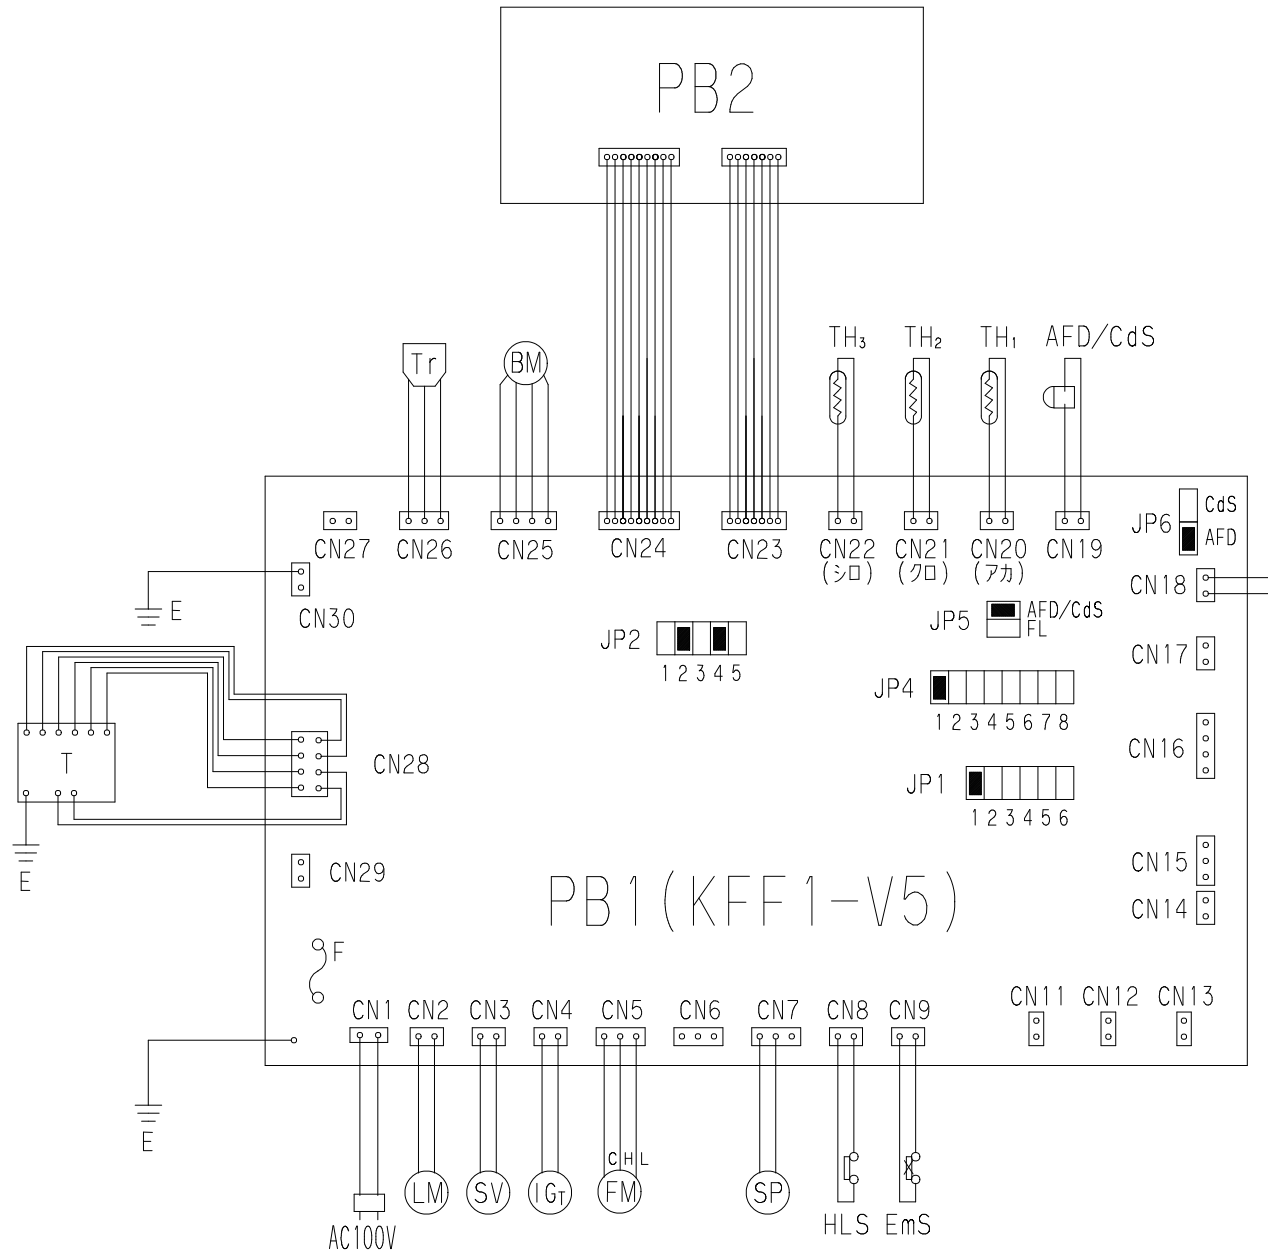 PB2
TH₃ TH₂ TH₁ AFD/CdS
Tr BM
CdS
JP6
AFD
CN27 CN26 CN25 CN24 CN23 CN22 CN21 CN20 CN19
(シロ) (クロ) (アカ)
CN18
E CN30
AFD/CdS
JP5
FL
JP2
1 2 3 4 5
CN17
JP4
1 2 3 4 5 6 7 8
CN16
T CN28
JP1
1 2 3 4 5 6
E CN29
CN15
PB1(KFF1-V5)
CN14
F
CN1 CN2 CN3 CN4 CN5 CN6 CN7 CN8 CN9 CN11 CN12 CN13
E
C H L
LM SV IGT FM SP
HLS EmS
AC100V